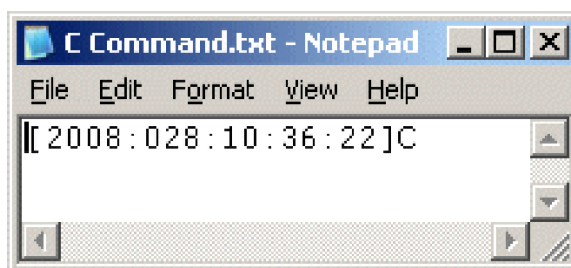 C Command.txt - Notepad
File Edit Format View Help
[2008:028:10:36:22]C